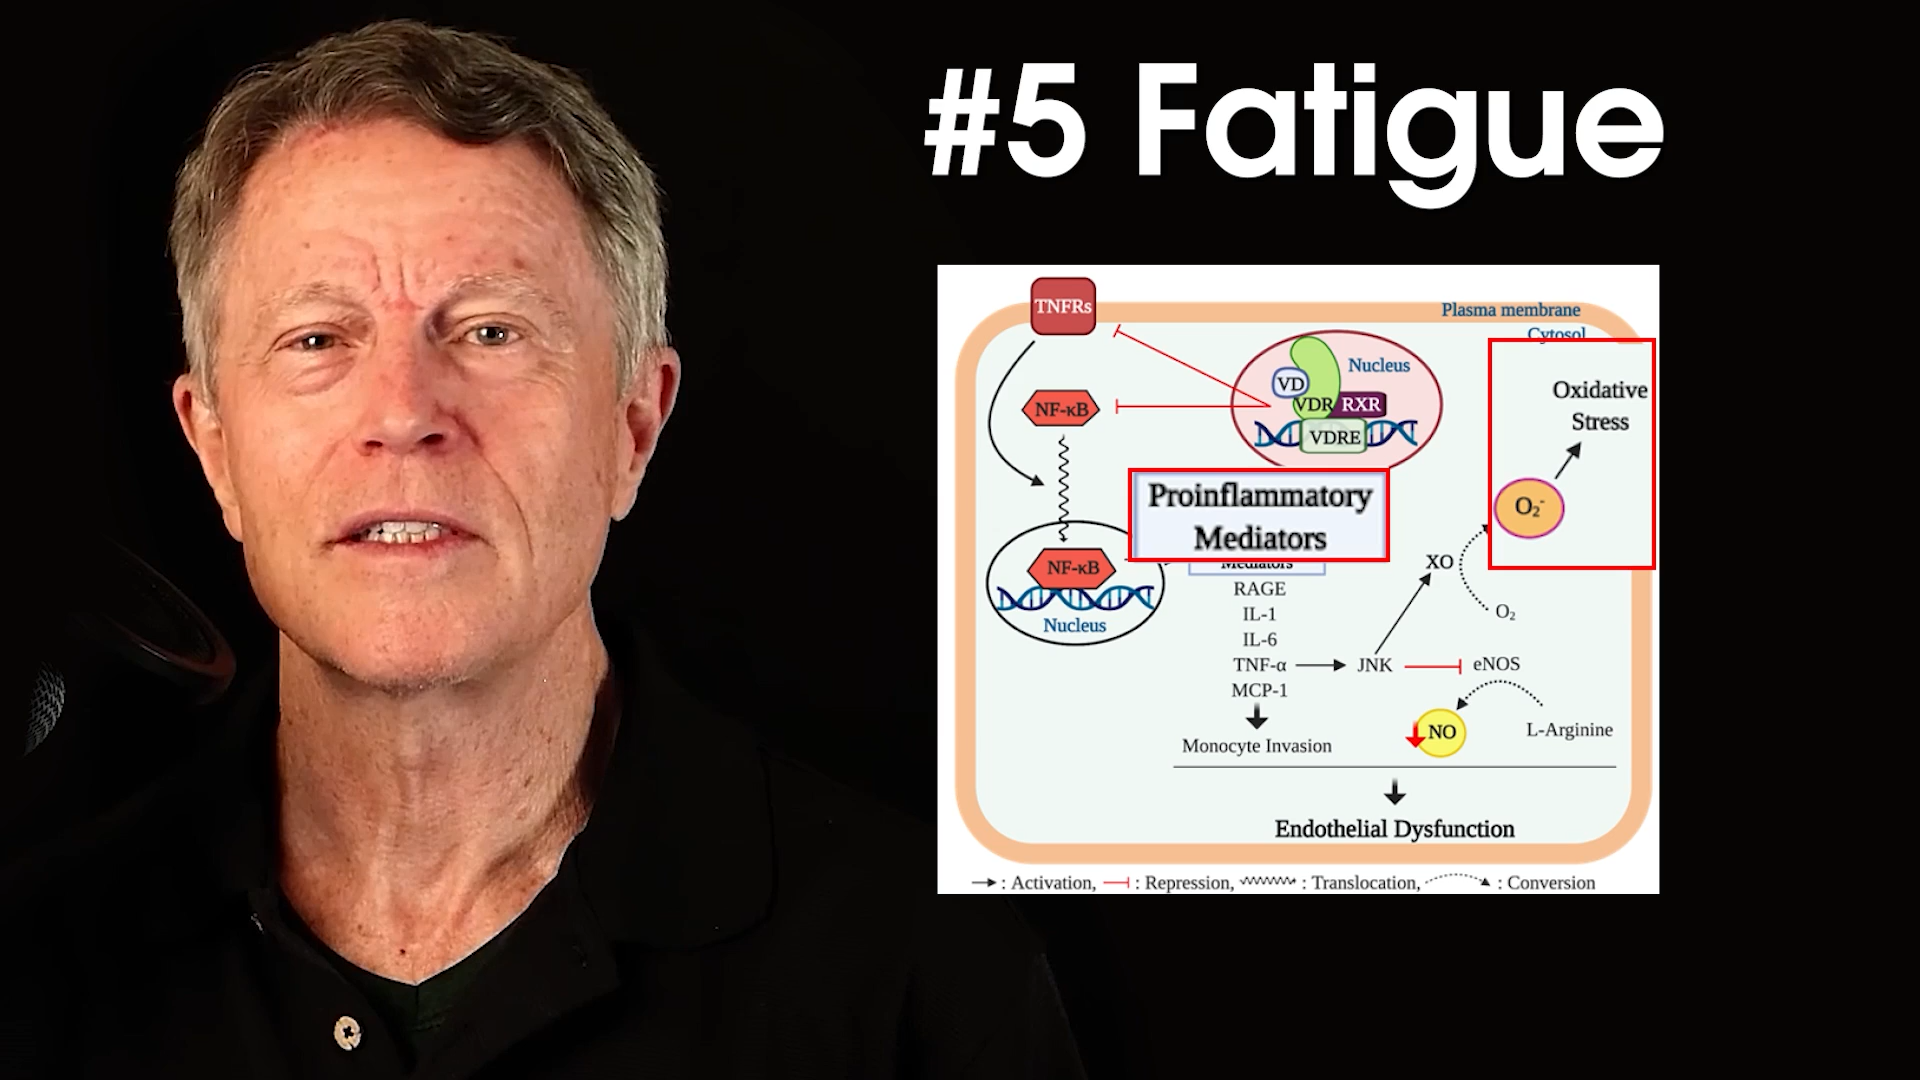 #5 Fatigue
TNFRs
Plasma membrane
Cytosol
Nucleus
VD
VDR
RXR
VDRE
NF-κB
Oxidative
Stress
O2-
Proinflammatory
Mediators
Mediators
NF-κB
Nucleus
RAGE
IL-1
IL-6
TNF-α
MCP-1
Monocyte Invasion
XO
O2
JNK
eNOS
NO
L-Arginine
Endothelial Dysfunction
: Activation, : Repression, : Translocation, : Conversion